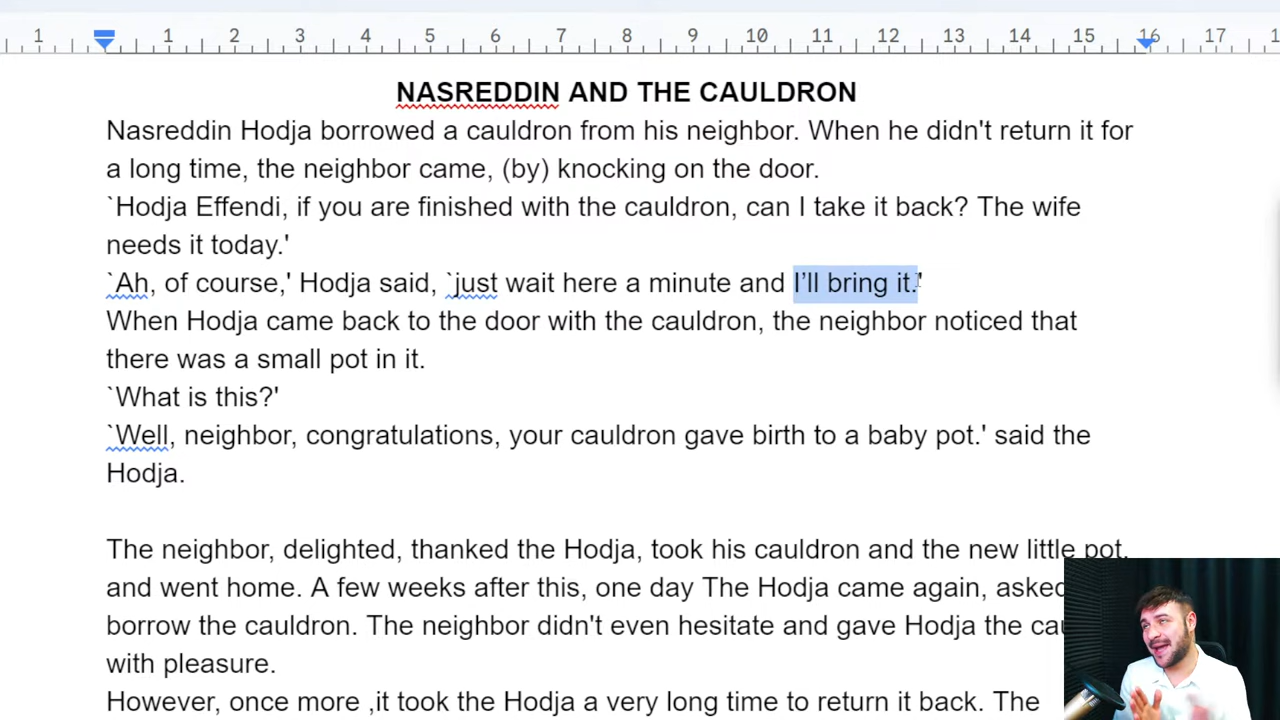 1 1 2 3 4 5 6 7 8 9 10 11 12 13 14 15 16 17
NASREDDIN AND THE CAULDRON
Nasreddin Hodja borrowed a cauldron from his neighbor. When he didn't return it for
a long time, the neighbor came, (by) knocking on the door.
`Hodja Effendi, if you are finished with the cauldron, can I take it back? The wife
needs it today.'
`Ah, of course,' Hodja said, `just wait here a minute and I’ll bring it.'
When Hodja came back to the door with the cauldron, the neighbor noticed that
there was a small pot in it.
`What is this?'
`Well, neighbor, congratulations, your cauldron gave birth to a baby pot.' said the
Hodja.
The neighbor, delighted, thanked the Hodja, took his cauldron and the new little pot,
and went home. A few weeks after this, one day The Hodja came again, asked
borrow the cauldron. The neighbor didn't even hesitate and gave Hodja the
with pleasure.
However, once more ,it took the Hodja a very long time to return it back. The